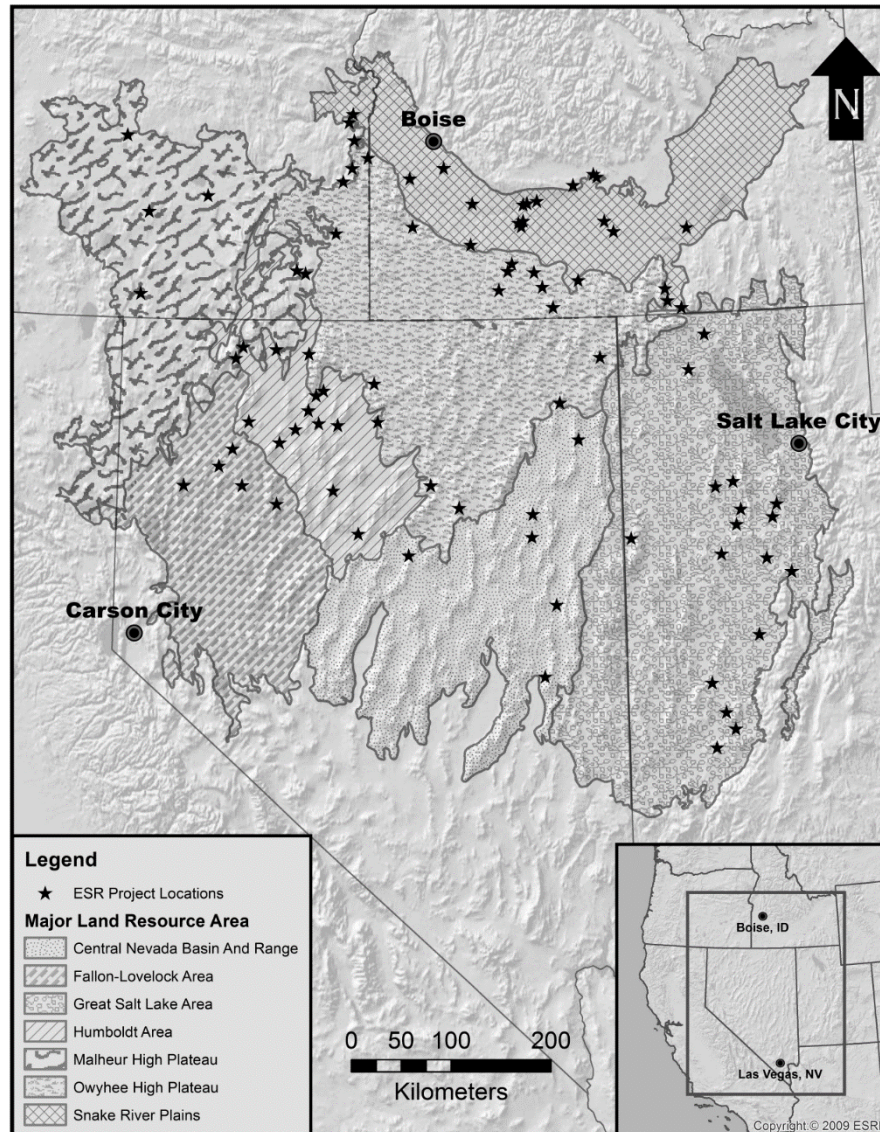 N
Boise
Salt Lake City
Carson City
Legend
ESR Project Locations
Major Land Resource Area
Central Nevada Basin And Range
Fallon-Lovelock Area
Great Salt Lake Area
Humboldt Area
Malheur High Plateau
Owyhee High Plateau
Snake River Plains
0 50 100 200
Kilometers
Boise, ID
Las Vegas, NV
Copyright:© 2009 ESRI